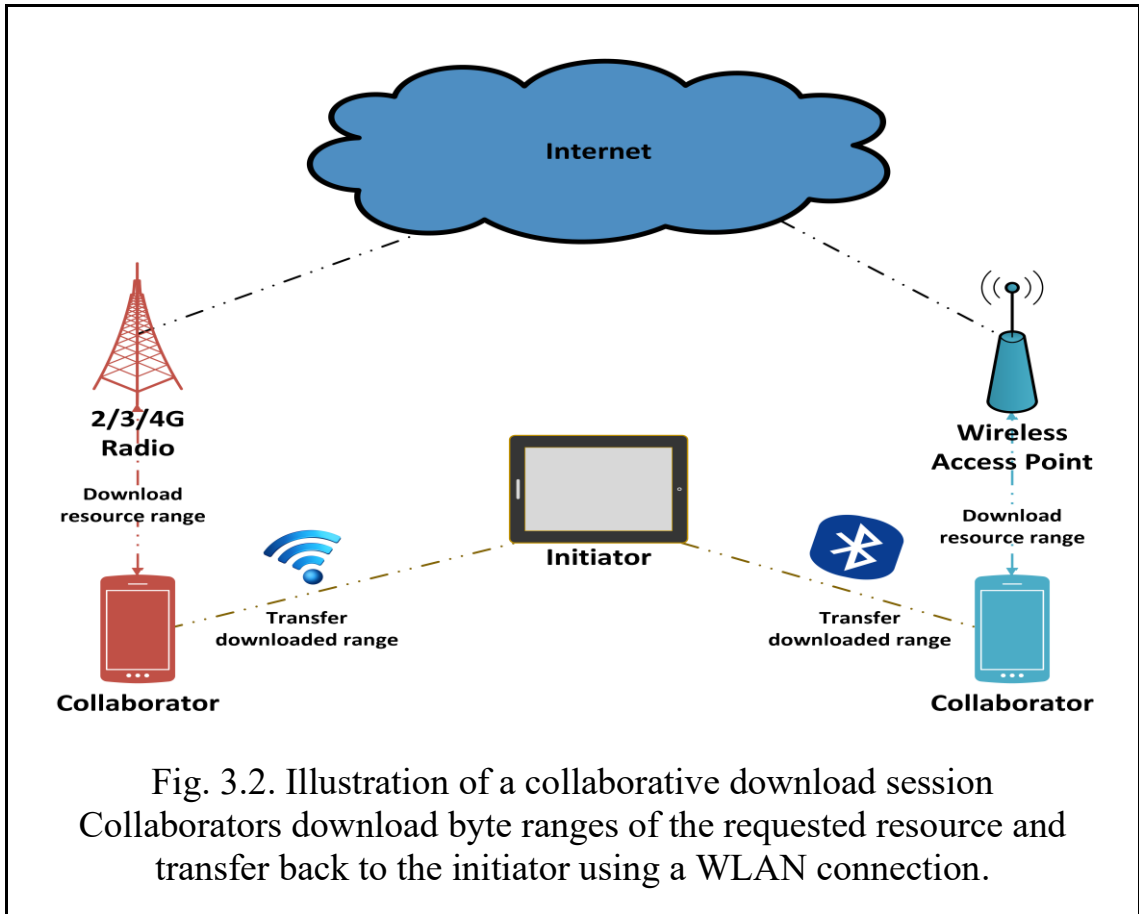 Internet
2/3/4G
Radio
Wireless
Access Point
Download
resource range
Download
resource range
Initiator
Transfer
downloaded range
Transfer
downloaded range
Collaborator
Collaborator
Fig. 3.2. Illustration of a collaborative download session
Collaborators download byte ranges of the requested resource and
transfer back to the initiator using a WLAN connection.